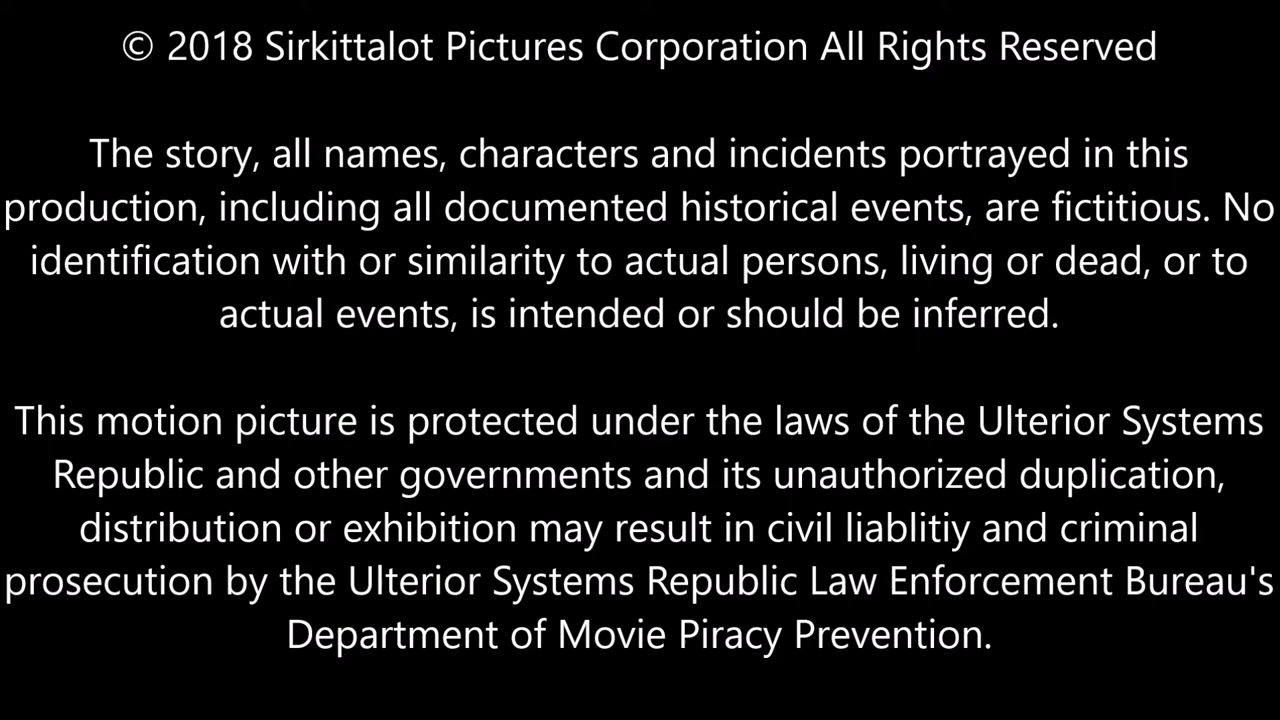 © 2018 Sirkittalot Pictures Corporation All Rights Reserved
The story, all names, characters and incidents portrayed in this
production, including all documented historical events, are fictitious. No
identification with or similarity to actual persons, living or dead, or to
actual events, is intended or should be inferred.
This motion picture is protected under the laws of the Ulterior Systems
Republic and other governments and its unauthorized duplication,
distribution or exhibition may result in civil liablitiy and criminal
prosecution by the Ulterior Systems Republic Law Enforcement Bureau's
Department of Movie Piracy Prevention.